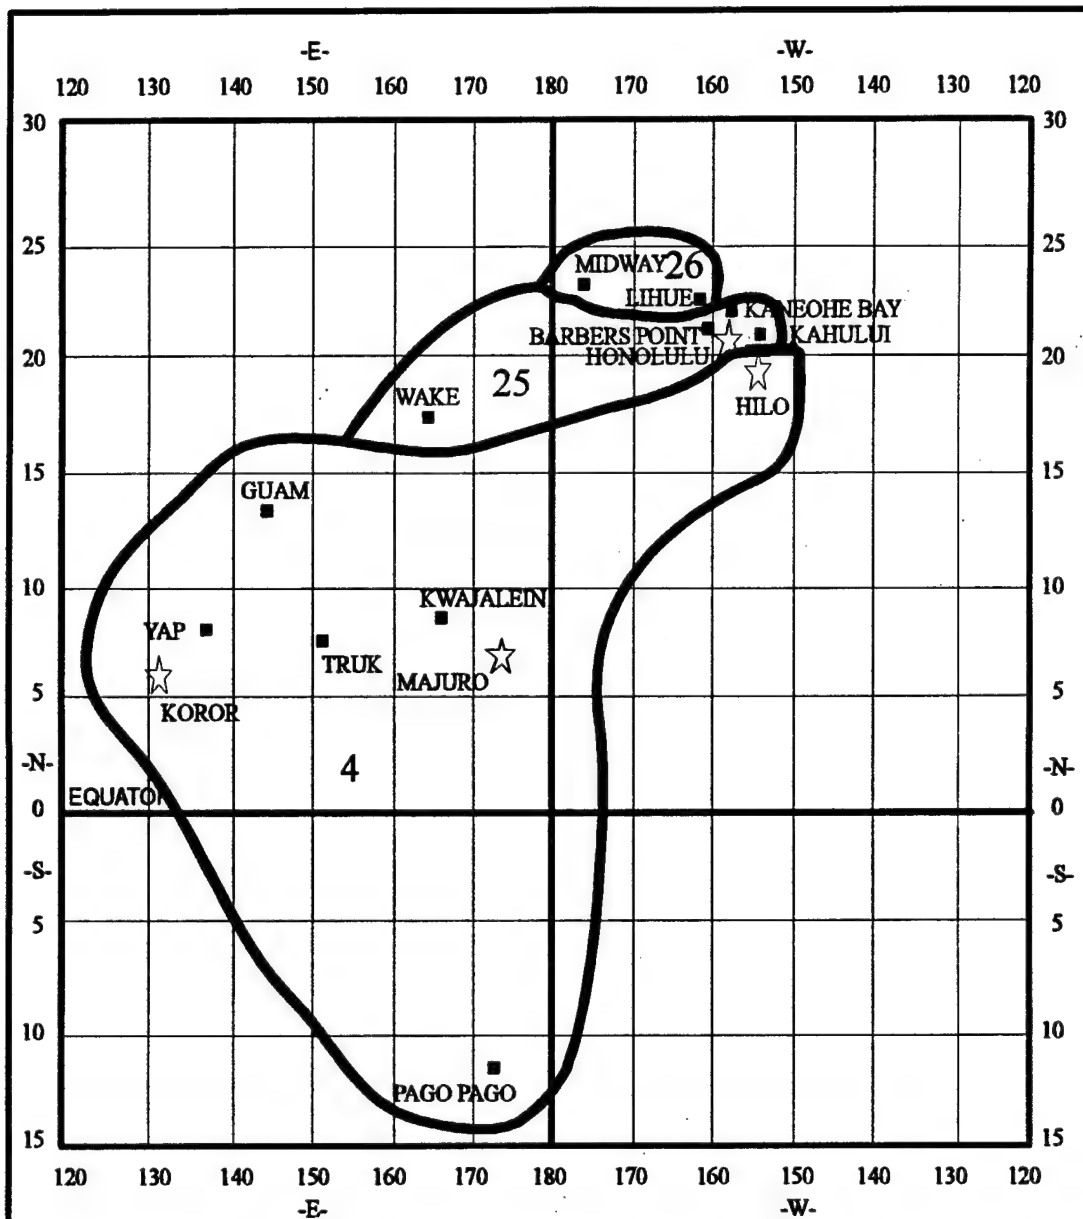 -E- -W-
120 130 140 150 160 170 180 170 160 150 140 130 120
30 30
25 25
MIDWAY 26
LIHUE KANEOHE BAY
BARBERS POINT KAHULUI
HONOLULU
20 20
25
WAKE HILO
15 15
GUAM
10 10
KWAJALEIN
YAP
TRUK
MAJURO
5 5
KOROR
4
-N- -N-
EQUATOR
0 0
-S- -S-
5 5
10 10
PAGO PAGO
15 15
120 130 140 150 160 170 180 170 160 150 140 130 120
-E- -W-